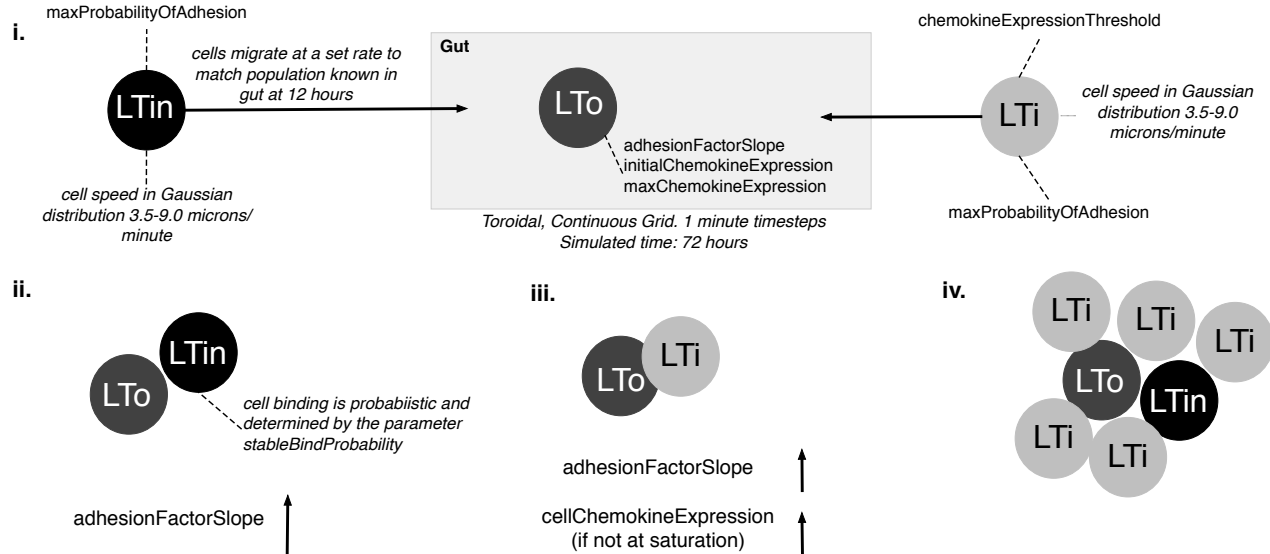 i.
maxProbabilityOfAdhesion
LTin
cells migrate at a set rate to
match population known in
gut at 12 hours
cell speed in Gaussian
distribution 3.5-9.0 microns/
minute
Gut
LTo
adhesionFactorSlope
initialChemokineExpression
maxChemokineExpression
Toroidal, Continuous Grid. 1 minute timesteps
Simulated time: 72 hours
chemokineExpressionThreshold
LTi
cell speed in Gaussian
distribution 3.5-9.0
microns/minute
maxProbabilityOfAdhesion
ii.
LTin
LTo
cell binding is probabiistic and
determined by the parameter
stableBindProbability
adhesionFactorSlope
iii.
LTo
LTi
adhesionFactorSlope
cellChemokineExpression
(if not at saturation)
iv.
LTi
LTi
LTi
LTo
LTin
LTi
LTi